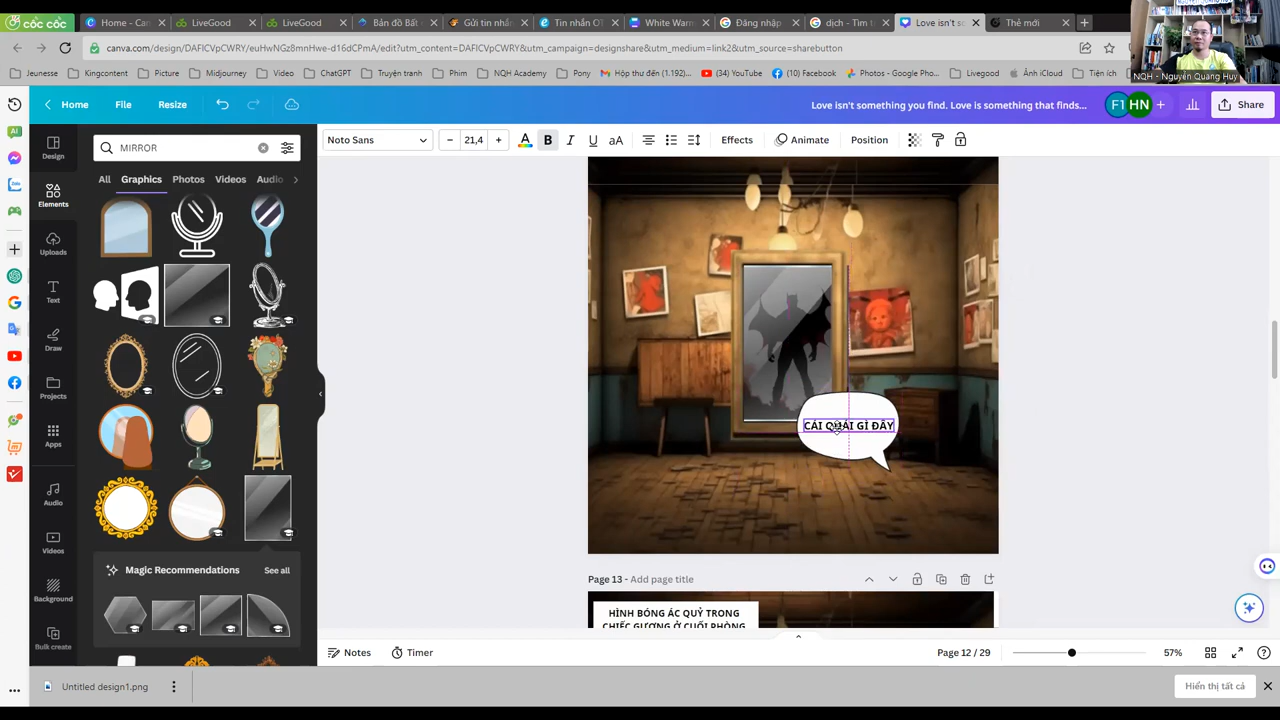 cốc cốc
Home - Can
LiveGood
LiveGood
Bản đồ Bất
Gửi tin nhắn
Tin nhắn OT
White Warm
Đăng nhập
dịch - Tìm t
Love isn't so
Thẻ mới
canva.com/design/DAFlCVpCWRY/euHwNGz8mnHwe-d16dCPmA/edit?utm_content=DAFlCVpCWRY&utm_campaign=designshare&utm_medium=link2&utm_source=sharebutton
Jeunesse
Kingcontent
Picture
Midjourney
Video
ChatGPT
Truyện tranh
Phim
NQH Academy
Pony
Hộp thư đến (1.192)...
(34) YouTube
(10) Facebook
Photos - Google Pho...
Livegood
Ảnh iCloud
Tiện ích
NQH - Nguyễn Quang Huy
Home
File
Resize
Love isn't something you find. Love is something that finds...
F1
HN
Share
Design
Elements
Uploads
Text
Draw
Projects
Apps
Audio
Videos
Background
Bulk create
MIRROR
All
Graphics
Photos
Videos
Audio
Magic Recommendations
See all
Noto Sans
21,4
A
B
I
U
aA
Effects
Animate
Position
CÁI QUÁI GÌ ĐÂY
Page 13 - Add page title
HÌNH BÓNG ÁC QUỶ TRONG
CHIẾC GƯƠNG Ở CUỐI PHÒNG
Notes
Timer
Page 12 / 29
57%
Untitled design1.png
Hiển thị tất cả